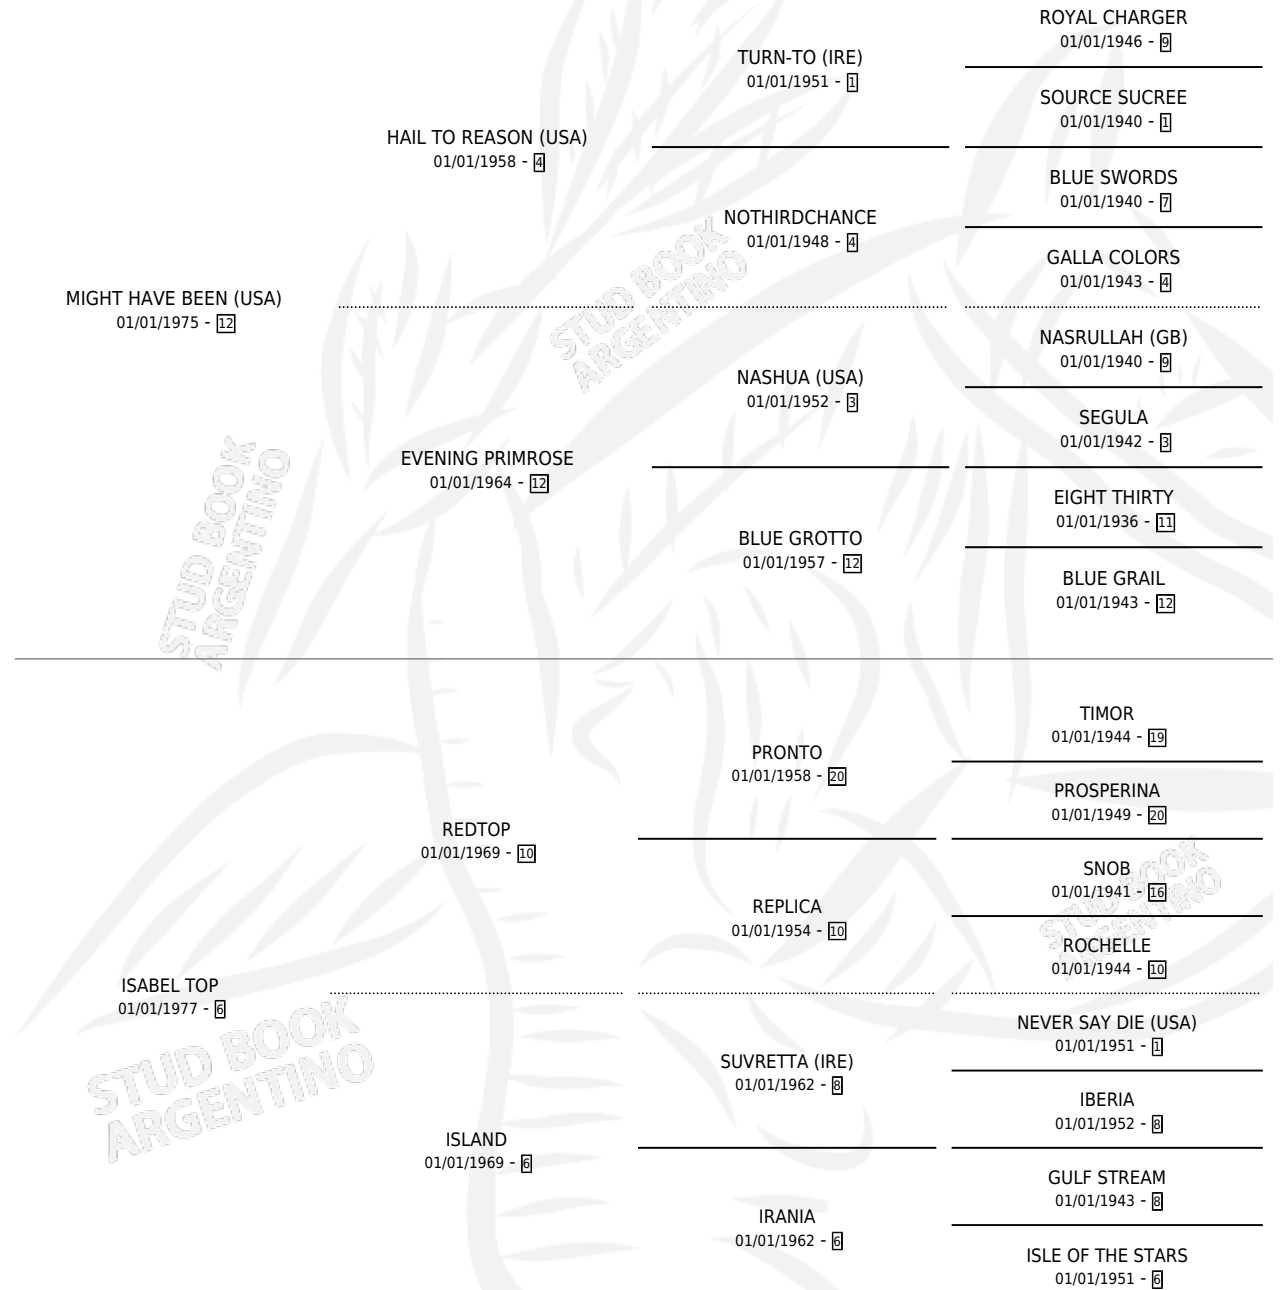 ROYAL CHARGER
01/01/1946 - 9
TURN-TO (IRE)
01/01/1951 - 1
SOURCE SUCREE
01/01/1940 - 1
HAIL TO REASON (USA)
01/01/1958 - 4
BLUE SWORDS
01/01/1940 - 7
NOTHIRDCHANCE
01/01/1948 - 4
GALLA COLORS
01/01/1943 - 4
MIGHT HAVE BEEN (USA)
01/01/1975 - 12
NASRULLAH (GB)
01/01/1940 - 9
NASHUA (USA)
01/01/1952 - 3
SEGULA
01/01/1942 - 3
EVENING PRIMROSE
01/01/1964 - 12
EIGHT THIRTY
01/01/1936 - 11
BLUE GROTTO
01/01/1957 - 12
BLUE GRAIL
01/01/1943 - 12
TIMOR
01/01/1944 - 19
PRONTO
01/01/1958 - 20
PROSPERINA
01/01/1949 - 20
REDTOP
01/01/1969 - 10
SNOB
01/01/1941 - 16
REPLICA
01/01/1954 - 10
ROCHELLE
01/01/1944 - 10
ISABEL TOP
01/01/1977 - 6
NEVER SAY DIE (USA)
01/01/1951 - 1
SUVRETTA (IRE)
01/01/1962 - 8
IBERIA
01/01/1952 - 8
ISLAND
01/01/1969 - 6
GULF STREAM
01/01/1943 - 8
IRANIA
01/01/1962 - 6
ISLE OF THE STARS
01/01/1951 - 6
STUD BOOK
ARGENTINO
STUD BOOK
ARGENTINO
STUD BOOK
ARGENTINO
STUD BOOK
ARGENTINO